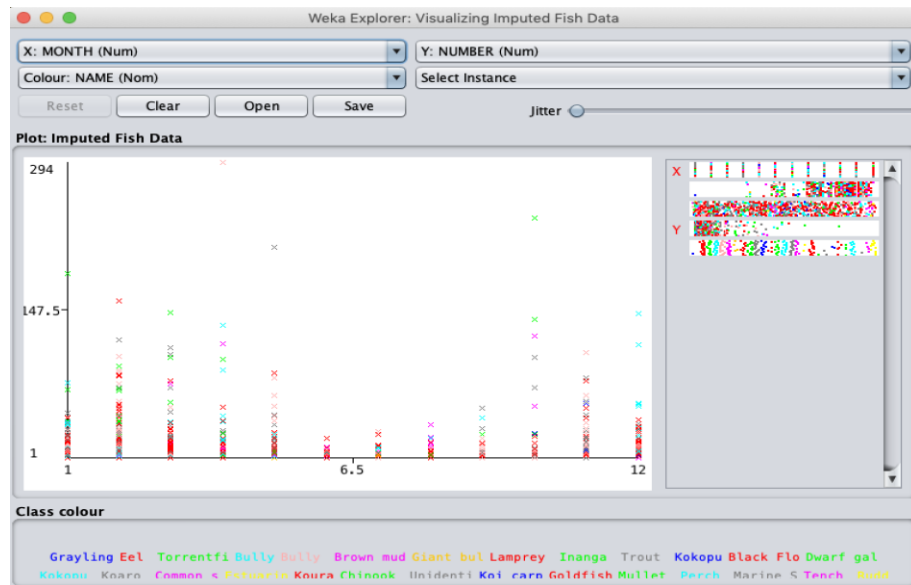 Weka Explorer: Visualizing Imputed Fish Data
X: MONTH (Num) Y: NUMBER (Num)
Colour: NAME (Nom) Select Instance
Reset Clear Open Save Jitter
Plot: Imputed Fish Data
294
147.5
1
1 6.5 12
X
Y
Class colour
Grayling Eel Torrentfi Bully Bully Brown mud Giant bul Lamprey Inanga Trout Kokopu Black Flo Dwarf gal
Kokopu Koaro Common s Koura Chinook Unidenti Koi carp Goldfish Mullet Perch Marine S Tench Rudd